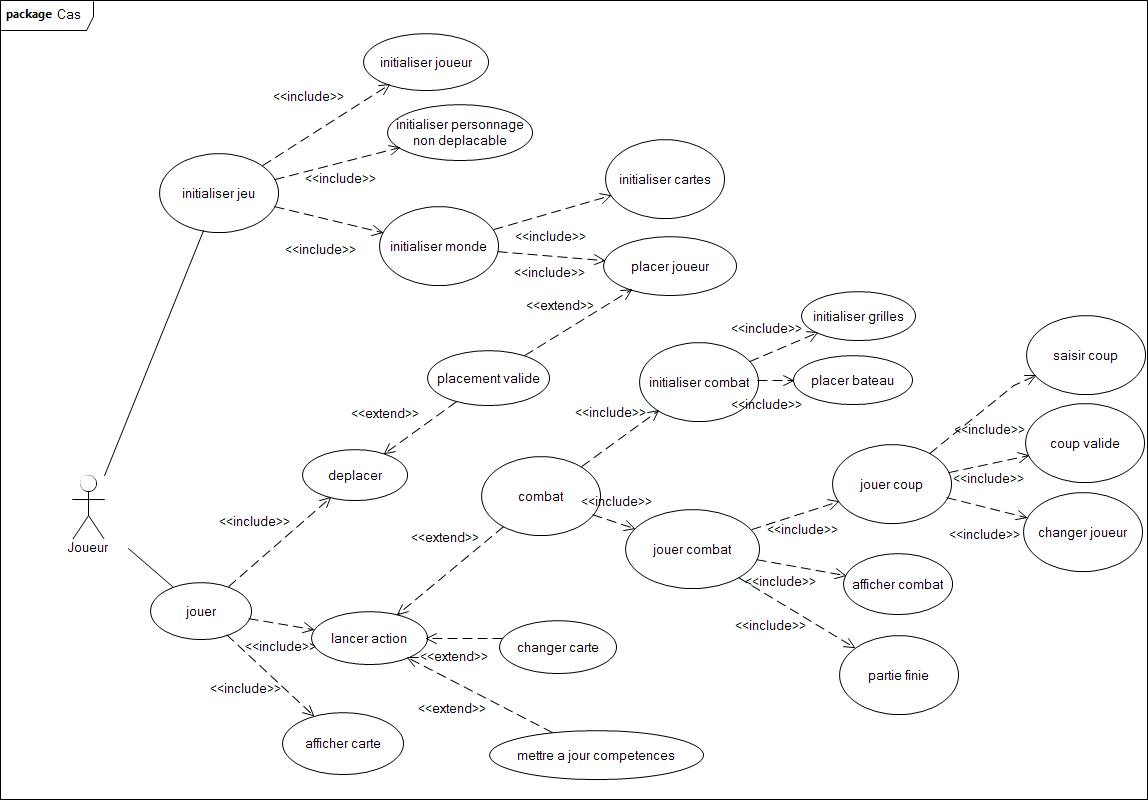 package Cas
initialiser joueur
<<include>>
initialiser personnage
non deplacable
<<include>>
initialiser jeu
initialiser cartes
<<include>>
initialiser monde
<<include>>
placer joueur
<<include>>
<<extend>>
initialiser grilles
<<include>>
saisir coup
placement valide
initialiser combat
placer bateau
<<include>>
<<extend>>
<<include>>
<<include>>
coup valide
deplacer
jouer coup
<<include>>
combat
<<include>>
<<include>>
<<include>>
changer joueur
<<include>>
<<extend>>
Joueur
jouer combat
<<include>>
afficher combat
jouer
lancer action
<<include>>
changer carte
<<extend>>
<<include>>
partie finie
<<include>>
<<extend>>
afficher carte
mettre a jour competences